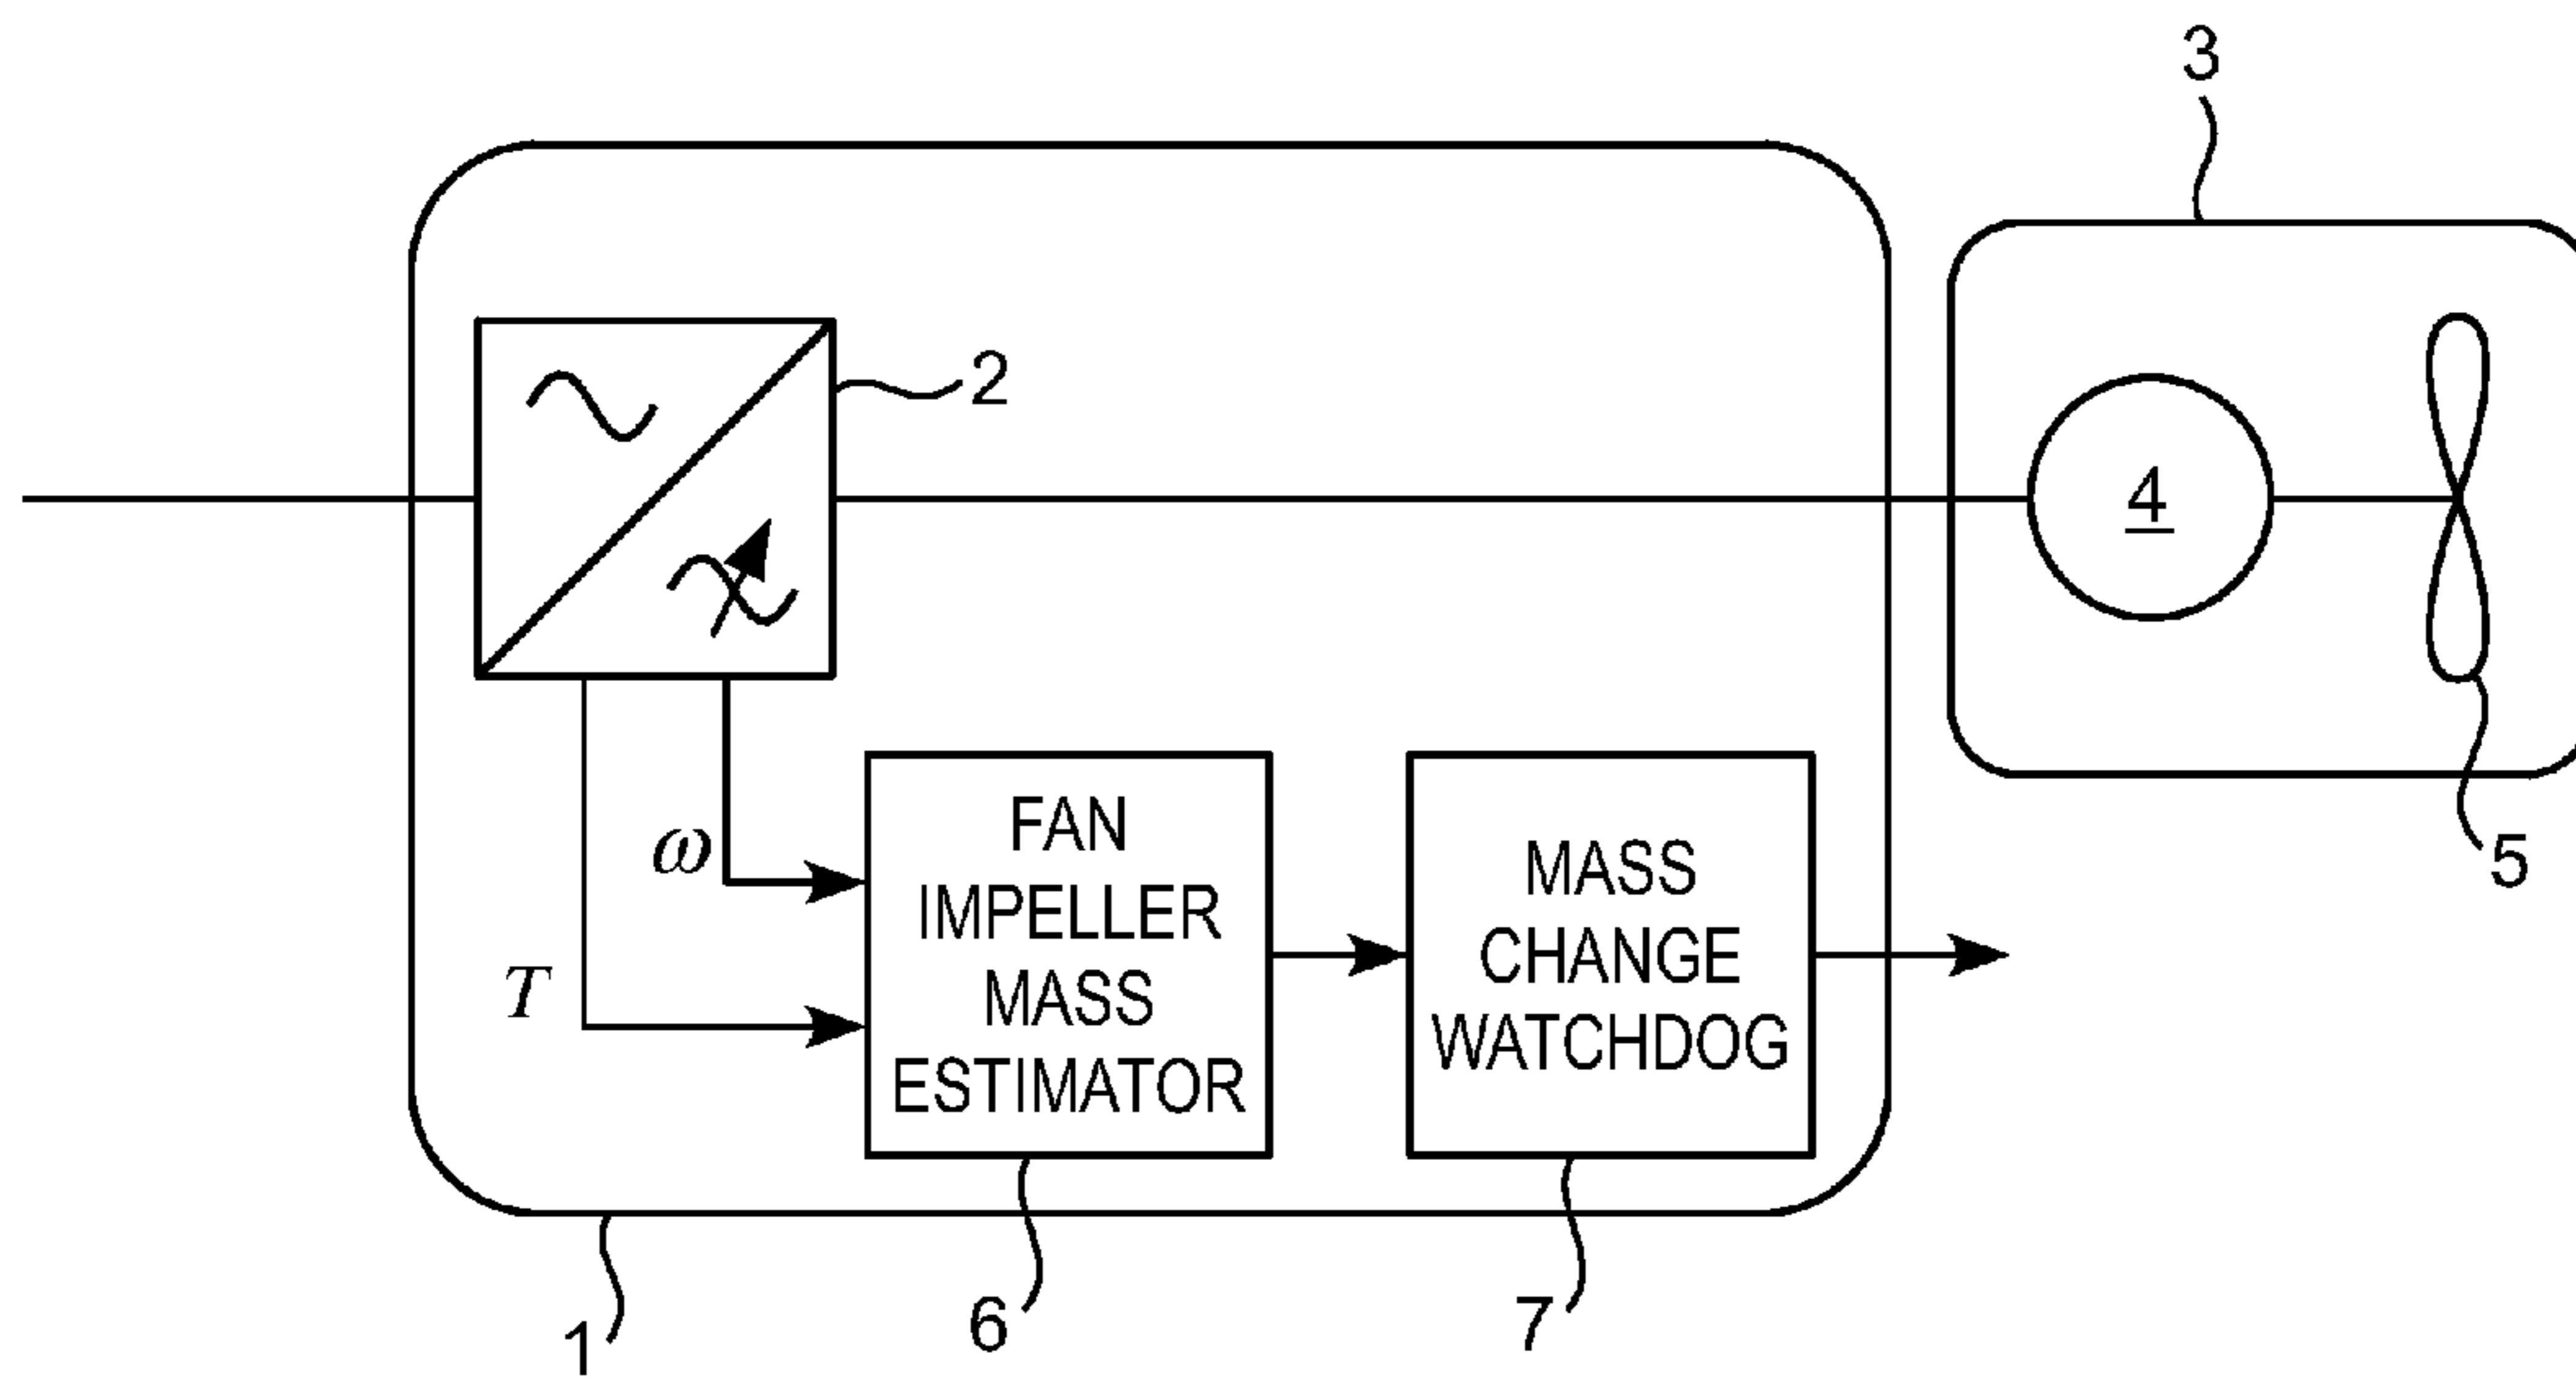 3
2
4
ω
T
FAN
IMPELLER
MASS
ESTIMATOR
MASS
CHANGE
WATCHDOG
5
1
6
7